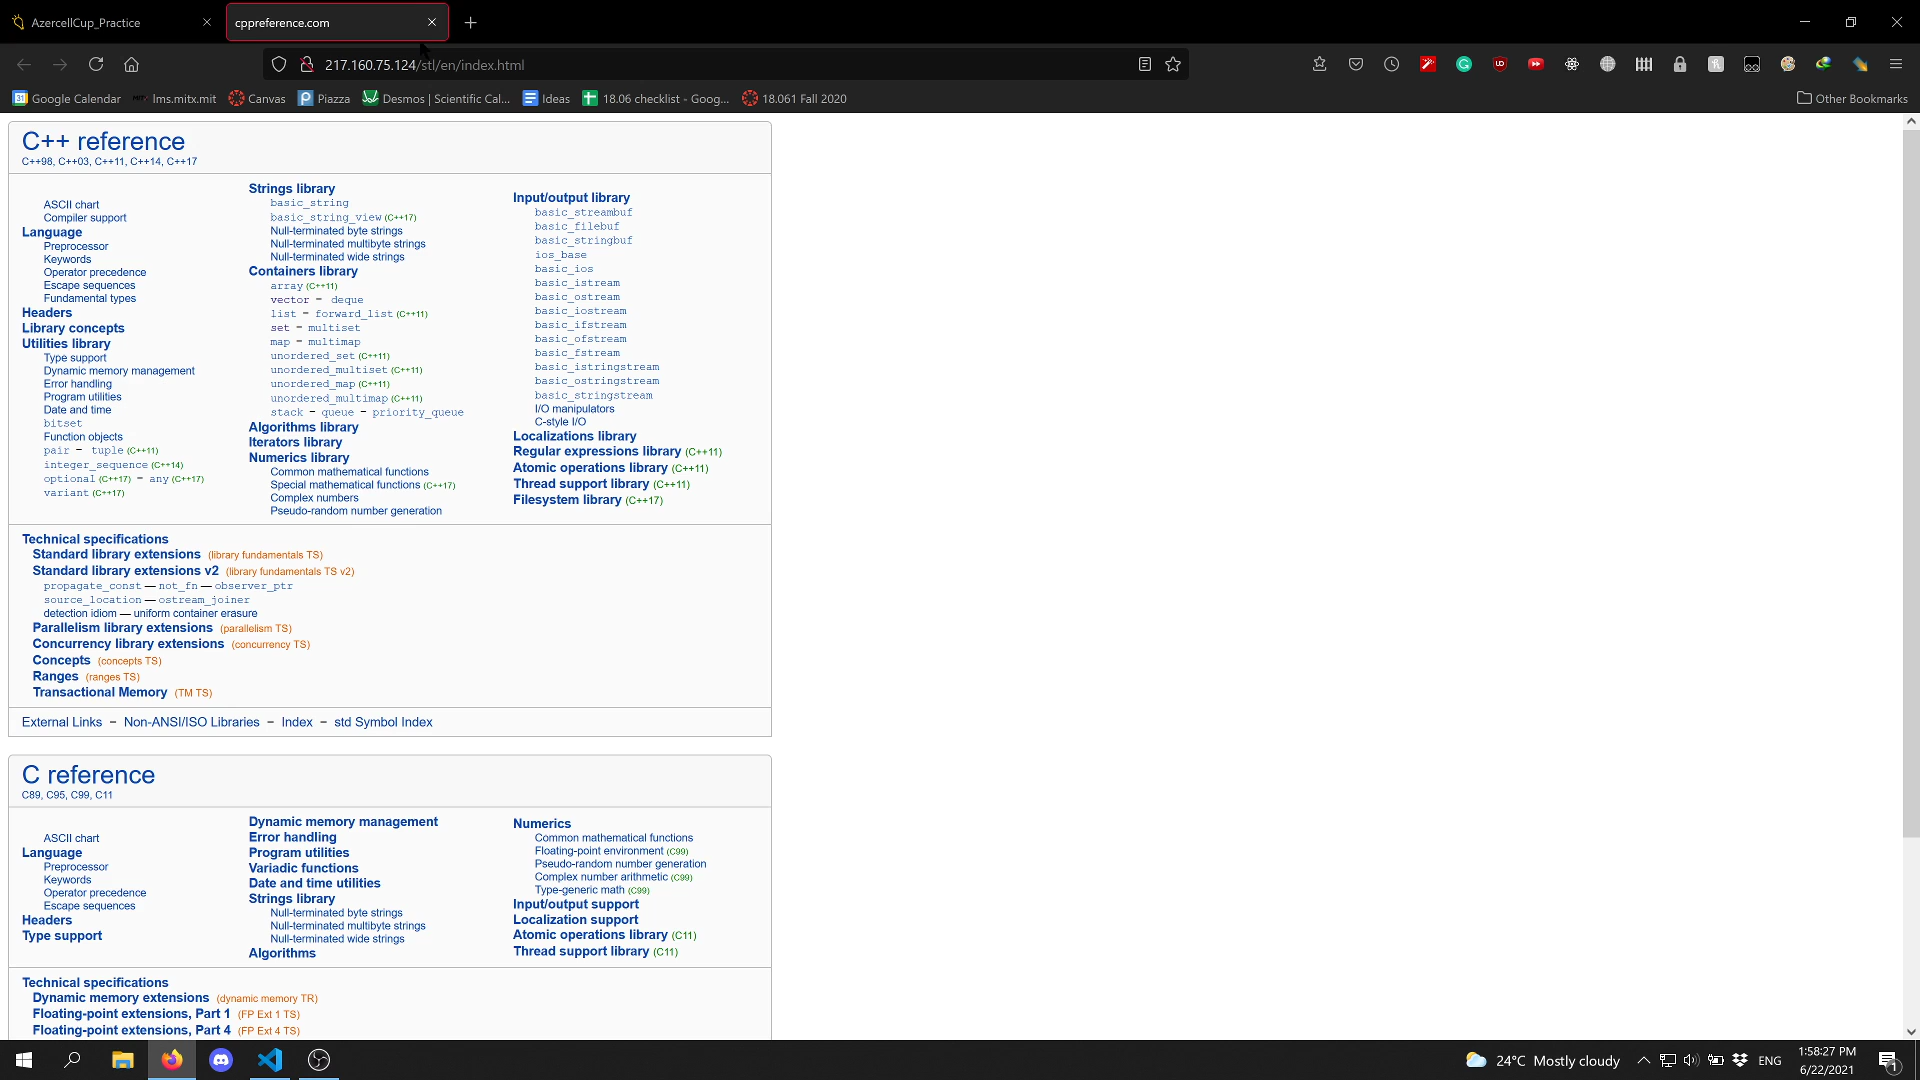 AzercellCup_Practice
cppreference.com
217.160.75.124/stl/en/index.html
Google Calendar
lms.mitx.mit
Canvas
Piazza
Desmos | Scientific Cal...
Ideas
18.06 checklist - Goog...
18.061 Fall 2020
Other Bookmarks
C++ reference
C++98, C++03, C++11, C++14, C++17
ASCII chart
Compiler support
Language
Preprocessor
Keywords
Operator precedence
Escape sequences
Fundamental types
Headers
Library concepts
Utilities library
Type support
Dynamic memory management
Error handling
Program utilities
Date and time
bitset
Function objects
pair − tuple (C++11)
integer_sequence (C++14)
optional (C++17) − any (C++17)
variant (C++17)
Strings library
basic_string
basic_string_view (C++17)
Null-terminated byte strings
Null-terminated multibyte strings
Null-terminated wide strings
Containers library
array (C++11)
vector − deque
list − forward_list (C++11)
set − multiset
map − multimap
unordered_set (C++11)
unordered_multiset (C++11)
unordered_map (C++11)
unordered_multimap (C++11)
stack − queue − priority_queue
Algorithms library
Iterators library
Numerics library
Common mathematical functions
Special mathematical functions (C++17)
Complex numbers
Pseudo-random number generation
Input/output library
basic_streambuf
basic_filebuf
basic_stringbuf
ios_base
basic_ios
basic_istream
basic_ostream
basic_iostream
basic_ifstream
basic_ofstream
basic_fstream
basic_istringstream
basic_ostringstream
basic_stringstream
I/O manipulators
C-style I/O
Localizations library
Regular expressions library (C++11)
Atomic operations library (C++11)
Thread support library (C++11)
Filesystem library (C++17)
Technical specifications
Standard library extensions (library fundamentals TS)
Standard library extensions v2 (library fundamentals TS v2)
propagate_const — not_fn — observer_ptr
source_location — ostream_joiner
detection idiom — uniform container erasure
Parallelism library extensions (parallelism TS)
Concurrency library extensions (concurrency TS)
Concepts (concepts TS)
Ranges (ranges TS)
Transactional Memory (TM TS)
External Links − Non-ANSI/ISO Libraries − Index − std Symbol Index
C reference
C89, C95, C99, C11
ASCII chart
Language
Preprocessor
Keywords
Operator precedence
Escape sequences
Headers
Type support
Dynamic memory management
Error handling
Program utilities
Variadic functions
Date and time utilities
Strings library
Null-terminated byte strings
Null-terminated multibyte strings
Null-terminated wide strings
Algorithms
Numerics
Common mathematical functions
Floating-point environment (C99)
Pseudo-random number generation
Complex number arithmetic (C99)
Type-generic math (C99)
Input/output support
Localization support
Atomic operations library (C11)
Thread support library (C11)
Technical specifications
Dynamic memory extensions (dynamic memory TR)
Floating-point extensions, Part 1 (FP Ext 1 TS)
Floating-point extensions, Part 4 (FP Ext 4 TS)
24°C Mostly cloudy
ENG
1:58:27 PM
6/22/2021